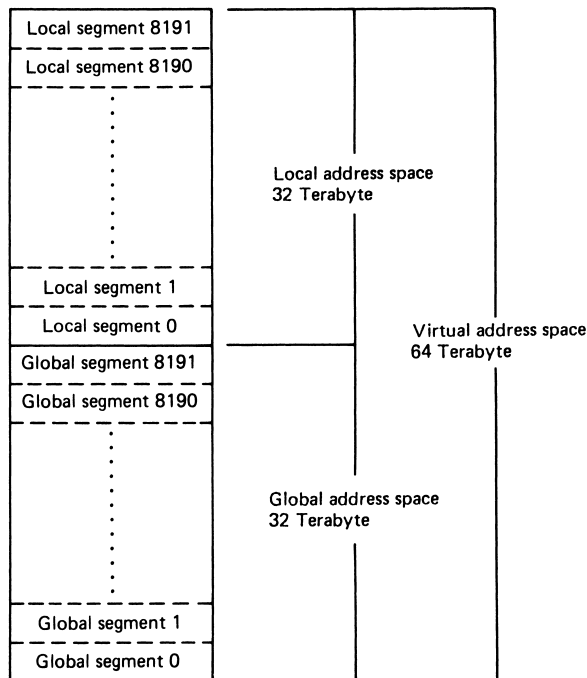 Local segment 8191
Local segment 8190
Local address space
32 Terabyte
Local segment 1
Local segment 0
Virtual address space
64 Terabyte
Global segment 8191
Global segment 8190
Global address space
32 Terabyte
Global segment 1
Global segment 0